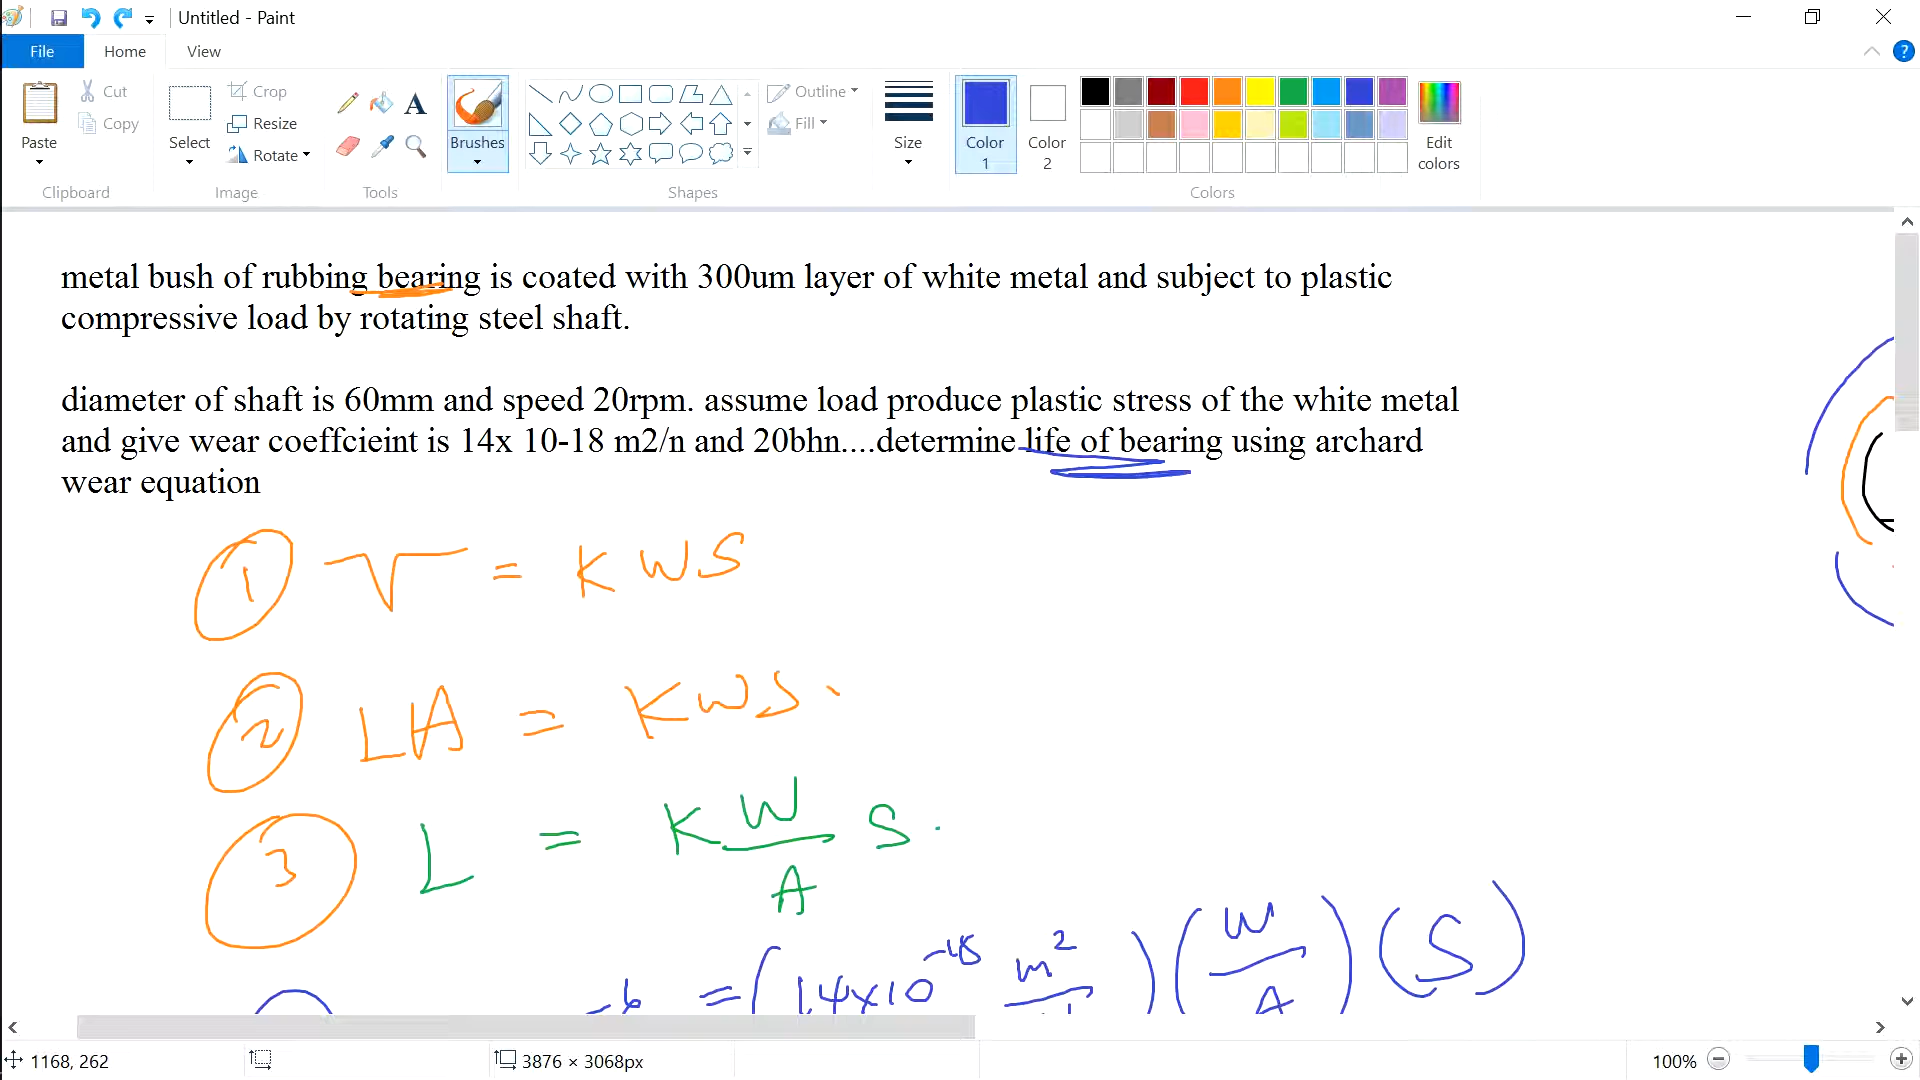 Untitled - Paint
File Home View
Paste
Cut
Copy
Clipboard
Select
Crop
Resize
Rotate
Image
A
Tools
Brushes
Shapes
Outline
Fill
Size
Color 1
Color 2
Colors
Edit colors
metal bush of rubbing bearing is coated with 300um layer of white metal and subject to plastic
compressive load by rotating steel shaft.
diameter of shaft is 60mm and speed 20rpm. assume load produce plastic stress of the white metal
and give wear coeffcieint is 14x 10-18 m2/n and 20bhn....determine life of bearing using archard
wear equation
1 V = K W S
2 LA = K W S.
3 L = K W/A S.
-6 = (14x10^-18 m^2) (W/A) (S)
1168, 262 3876 × 3068px 100%